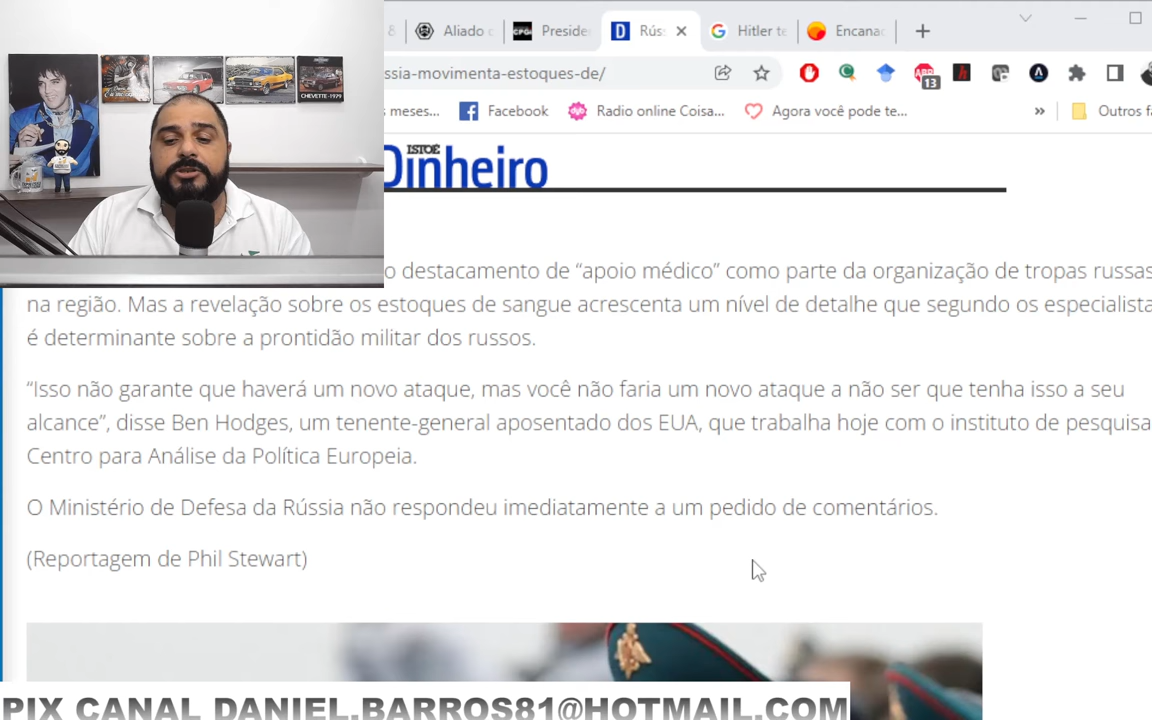 8
Aliado
Preside
Rús
Hitler te
Encana
ssia-movimenta-estoques-de/
13
s meses...
Facebook
Radio online Coisa...
Agora você pode te...
»
Outros fa
CHEVETTE-1979
ISTOÉ
Dinheiro
o destacamento de “apoio médico” como parte da organização de tropas russas
na região. Mas a revelação sobre os estoques de sangue acrescenta um nível de detalhe que segundo os especialista
é determinante sobre a prontidão militar dos russos.
“Isso não garante que haverá um novo ataque, mas você não faria um novo ataque a não ser que tenha isso a seu
alcance”, disse Ben Hodges, um tenente-general aposentado dos EUA, que trabalha hoje com o instituto de pesquisa
Centro para Análise da Política Europeia.
O Ministério de Defesa da Rússia não respondeu imediatamente a um pedido de comentários.
(Reportagem de Phil Stewart)
PIX CANAL DANIEL.BARROS81@HOTMAIL.COM